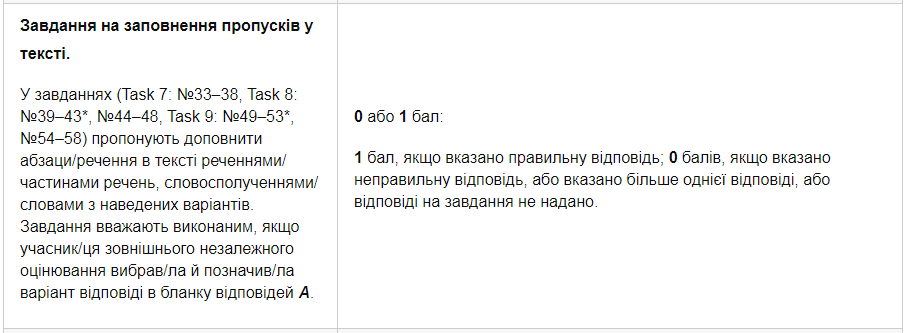 Завдання на заповнення пропусків у
тексті.
У завданнях (Task 7: №33–38, Task 8:
№39–43*, №44–48, Task 9: №49–53*,
№54–58) пропонують доповнити
абзаци/речення в тексті реченнями/
частинами речень, словосполученнями/
словами з наведених варіантів.
Завдання вважають виконаним, якщо
учасник/ця зовнішнього незалежного
оцінювання вибрав/ла й позначив/ла
варіант відповіді в бланку відповідей А.
0 або 1 бал:
1 бал, якщо вказано правильну відповідь; 0 балів, якщо вказано
неправильну відповідь, або вказано більше однієї відповіді, або
відповіді на завдання не надано.